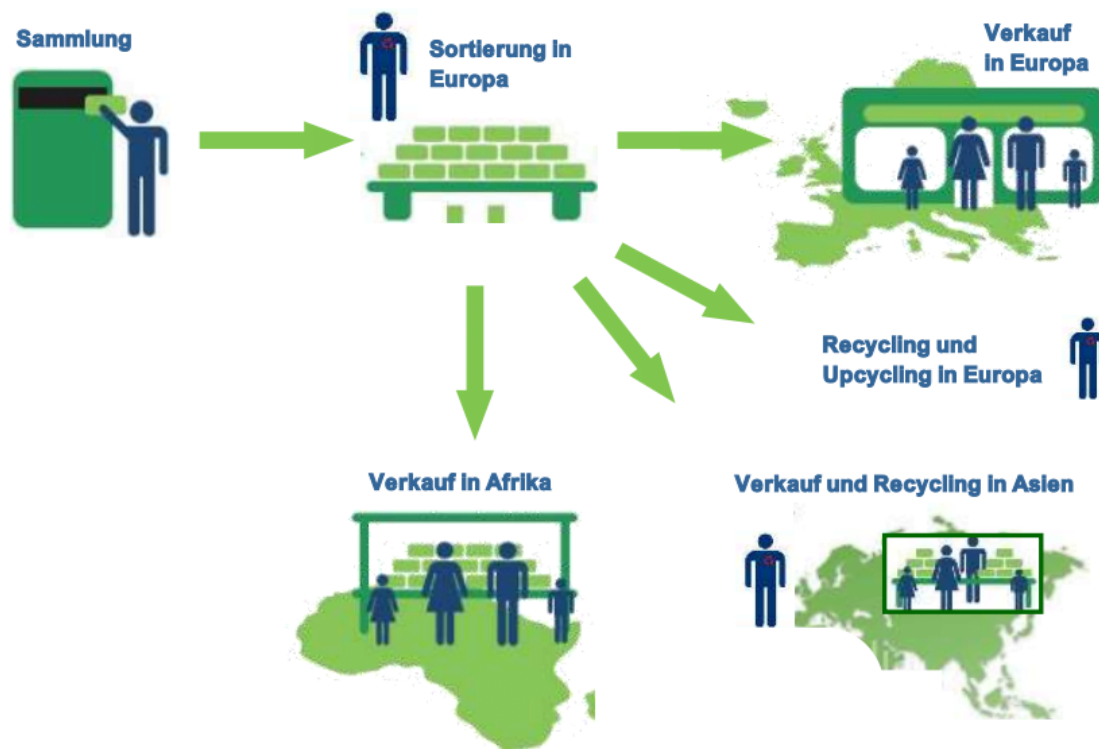 Sammlung
Sortierung in
Europa
Verkauf
in Europa
Recycling und
Upcycling in Europa
Verkauf in Afrika
Verkauf und Recycling in Asien